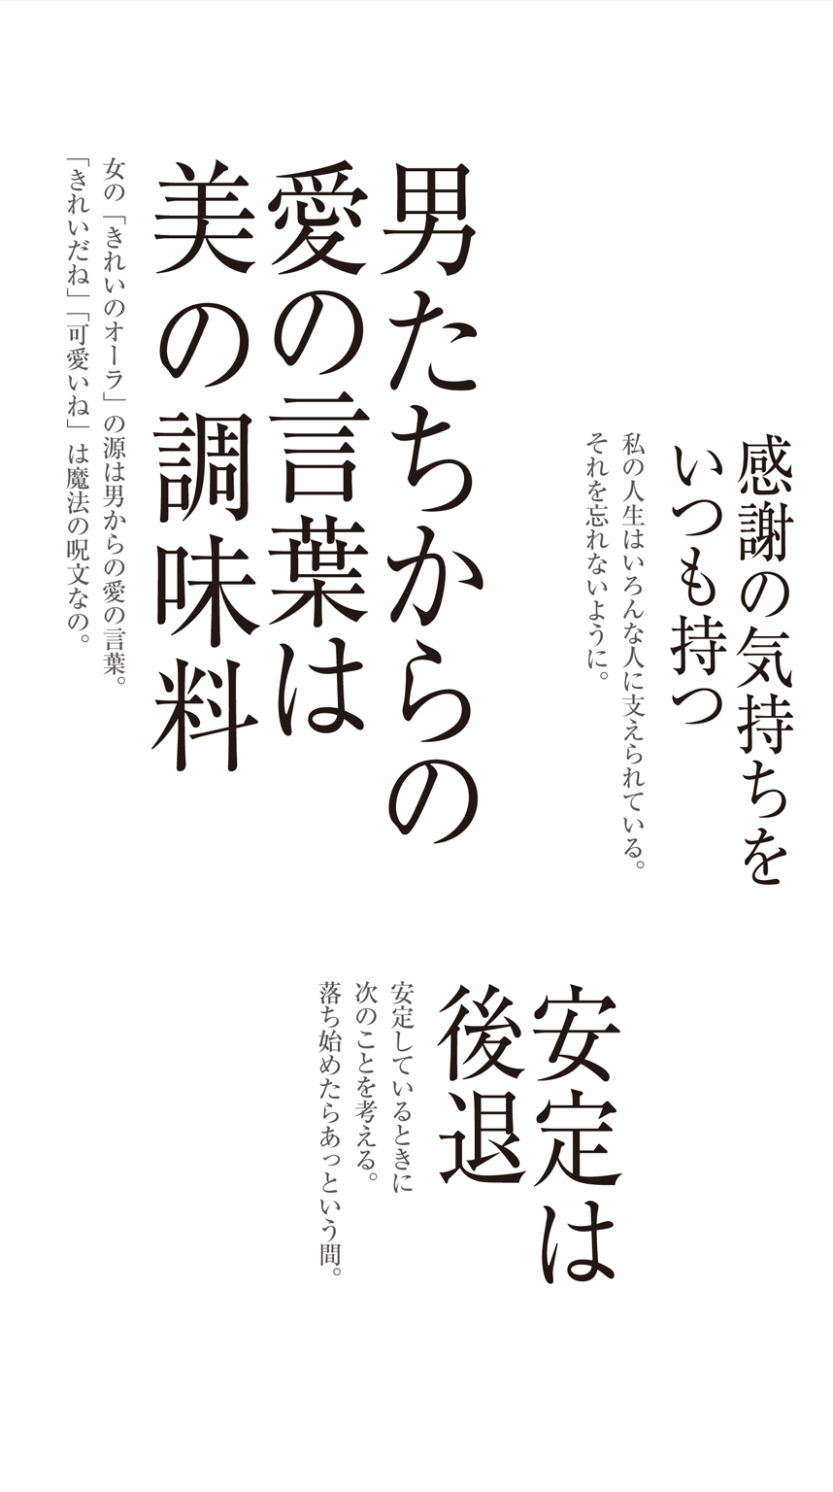 感謝の気持ちを
いつも持つ
私の人生はいろんな人に支えられている。
それを忘れないように。
男たちからの
愛の言葉は
美の調味料
女の「きれいのオーラ」の源は男からの愛の言葉。
「きれいだね」「可愛いね」は魔法の呪文なの。
安定は
後退
安定しているときに
次のことを考える。
落ち始めたらあっという間。